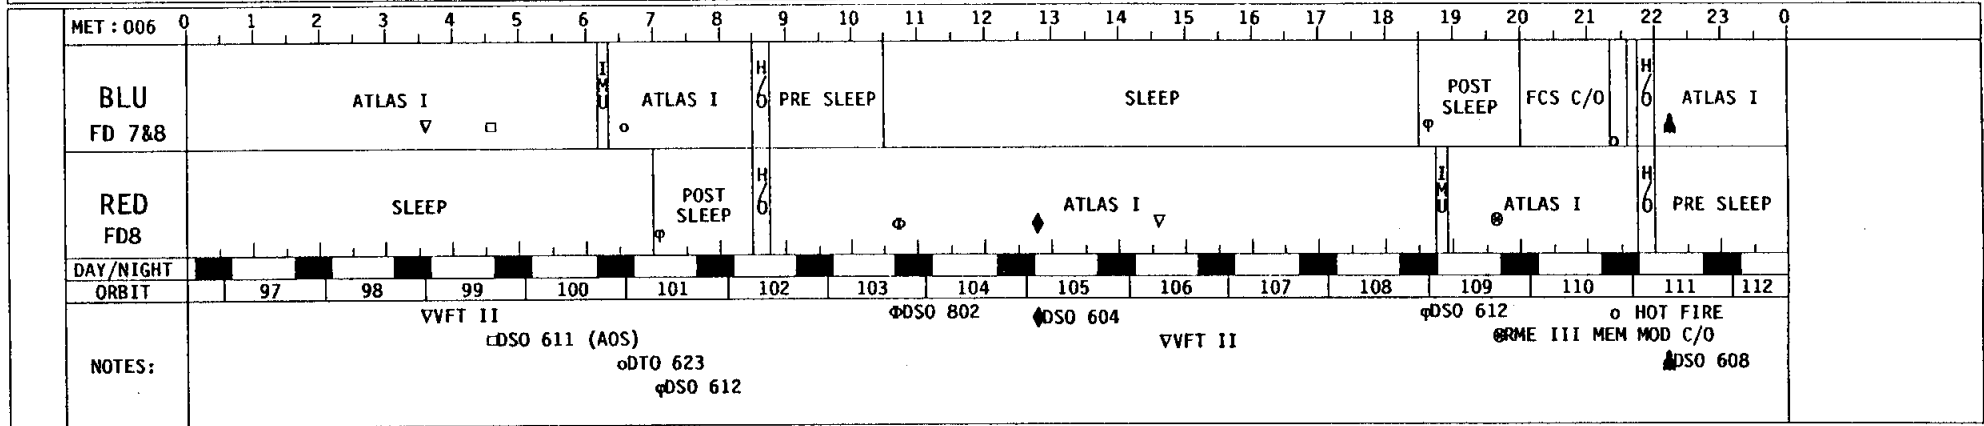 MET : 006 0 1 2 3 4 5 6 7 8 9 10 11 12 13 14 15 16 17 18 19 20 21 22 23 0
BLU
FD 7&8
ATLAS I
IMU
ATLAS I
H/O
PRE SLEEP
SLEEP
POST
SLEEP
FCS C/O
H/O
ATLAS I
RED
FD8
SLEEP
POST
SLEEP
H/O
ATLAS I
IMU
ATLAS I
H/O
PRE SLEEP
DAY/NIGHT
ORBIT 97 98 99 100 101 102 103 104 105 106 107 108 109 110 111 112
NOTES:
▽VFT II
□DSO 611 (AOS)
oDTO 623
φDSO 612
ΦDSO 802
♦DSO 604
▽VFT II
φDSO 612
o HOT FIRE
⊛RME III MEM MOD C/O
DSO 608